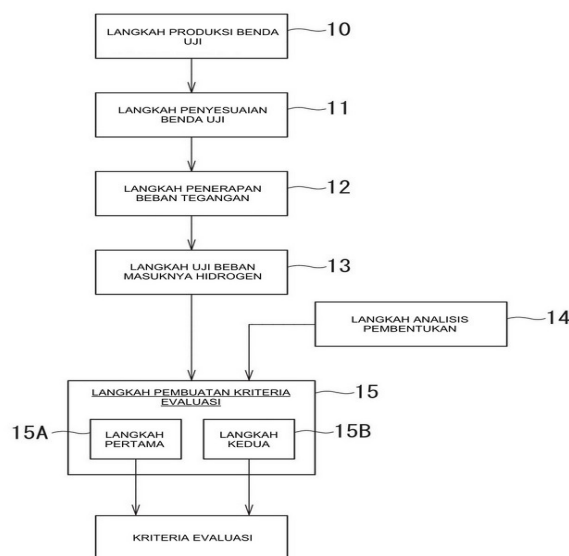 LANGKAH PRODUKSI BENDA
UJI
10
LANGKAH PENYESUAIAN
BENDA UJI
11
LANGKAH PENERAPAN
BEBAN TEGANGAN
12
LANGKAH UJI BEBAN
MASUKNYA HIDROGEN
13
LANGKAH ANALISIS
PEMBENTUKAN
14
LANGKAH PEMBUATAN KRITERIA
EVALUASI
15
15A
LANGKAH
PERTAMA
LANGKAH
KEDUA
15B
KRITERIA EVALUASI